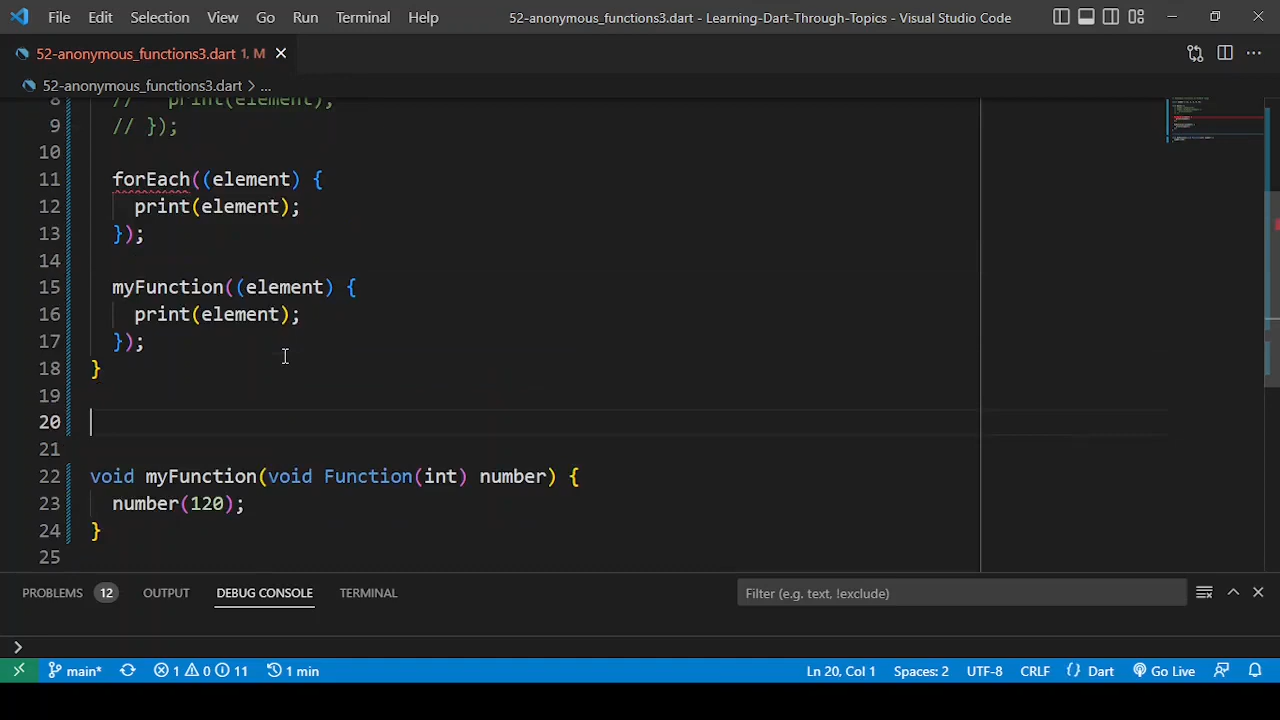 File Edit Selection View Go Run Terminal Help 52-anonymous_functions3.dart - Learning-Dart-Through-Topics - Visual Studio Code
52-anonymous_functions3.dart 1, M
52-anonymous_functions3.dart > ...
8 // print(element);
9 // });
10
11 forEach((element) {
12 print(element);
13 });
14
15 myFunction((element) {
16 print(element);
17 });
18 }
19
20
21
22 void myFunction(void Function(int) number) {
23 number(120);
24 }
25
PROBLEMS 12 OUTPUT DEBUG CONSOLE TERMINAL Filter (e.g. text, !exclude)
>
main* 1 0 11 1 min Ln 20, Col 1 Spaces: 2 UTF-8 CRLF {} Dart Go Live